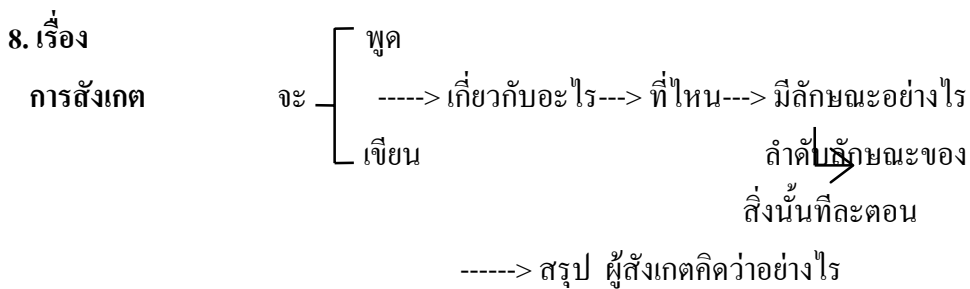 8. เรื่อง พูด
การสังเกต จะ -----> เกี่ยวกับอะไร---> ที่ไหน---> มีลักษณะอย่างไร
เขียน ลำดับลักษณะของ
สิ่งนั้นทีละตอน
------> สรุป ผู้สังเกตคิดว่าอย่างไร